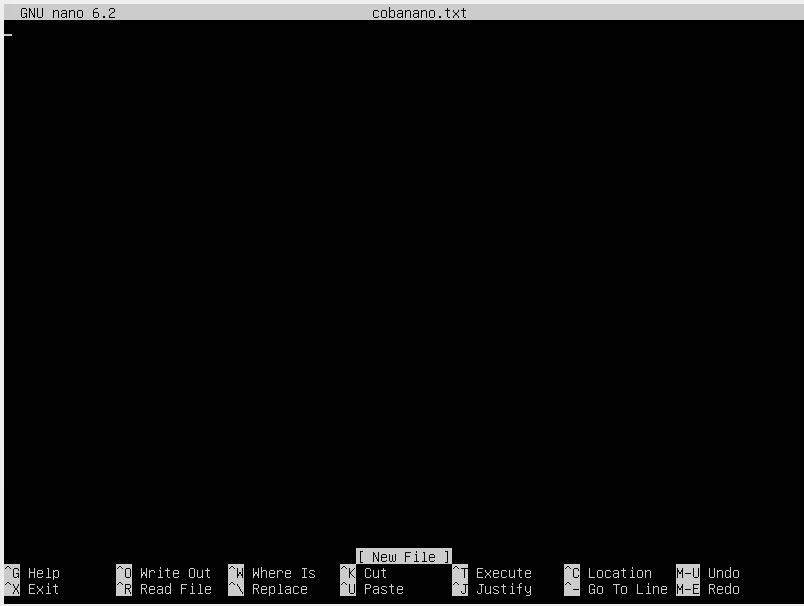 GNU nano 6.2 cobanano.txt
[ New File ]
^G Help ^O Write Out ^W Where Is ^K Cut ^T Execute ^C Location M-U Undo
^X Exit ^R Read File ^\ Replace ^U Paste ^J Justify ^- Go To Line M-E Redo